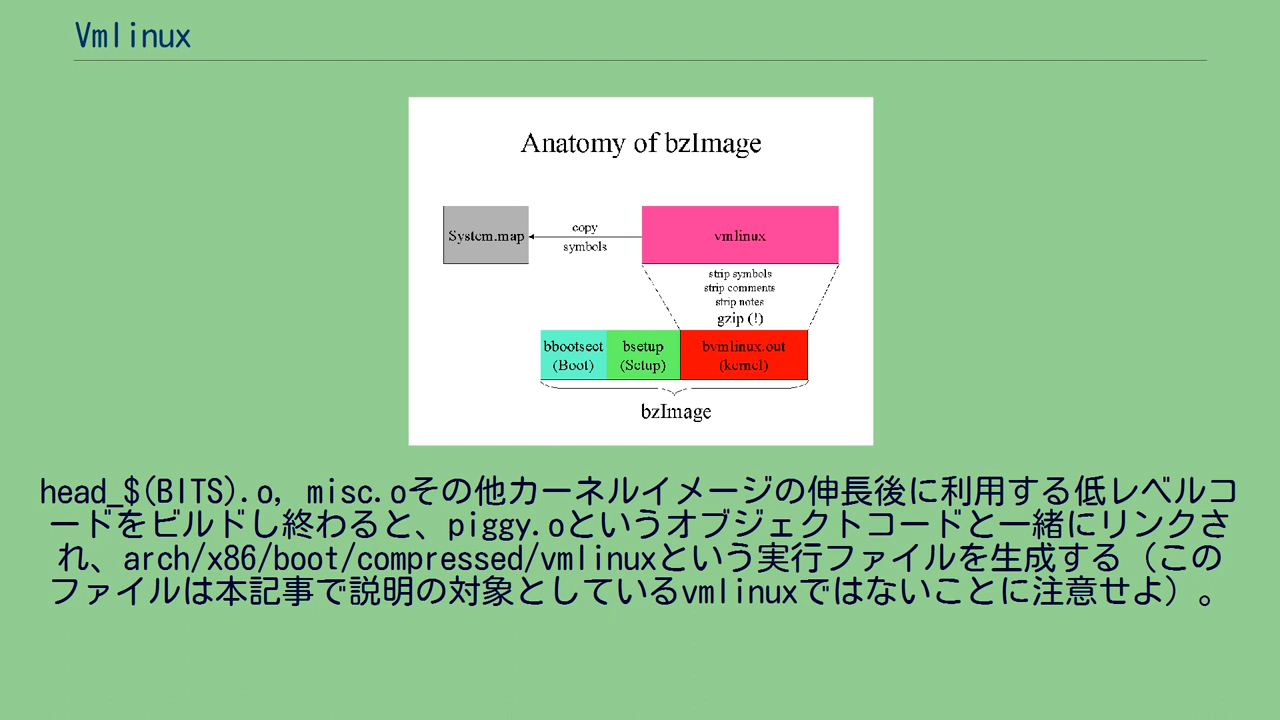 Vmlinux
Anatomy of bzImage
System.map
copy
symbols
vmlinux
strip symbols
strip comments
strip notes
gzip (!)
bbootsect
(Boot)
bsetup
(Setup)
bvmlinux.out
(kernel)
bzImage
head_$(BITS).o, misc.oその他カーネルイメージの伸長後に利用する低レベルコ
ードをビルドし終わると、piggy.oというオブジェクトコードと一緒にリンクさ
れ、arch/x86/boot/compressed/vmlinuxという実行ファイルを生成する（この
ファイルは本記事で説明の対象としているvmlinuxではないことに注意せよ）。